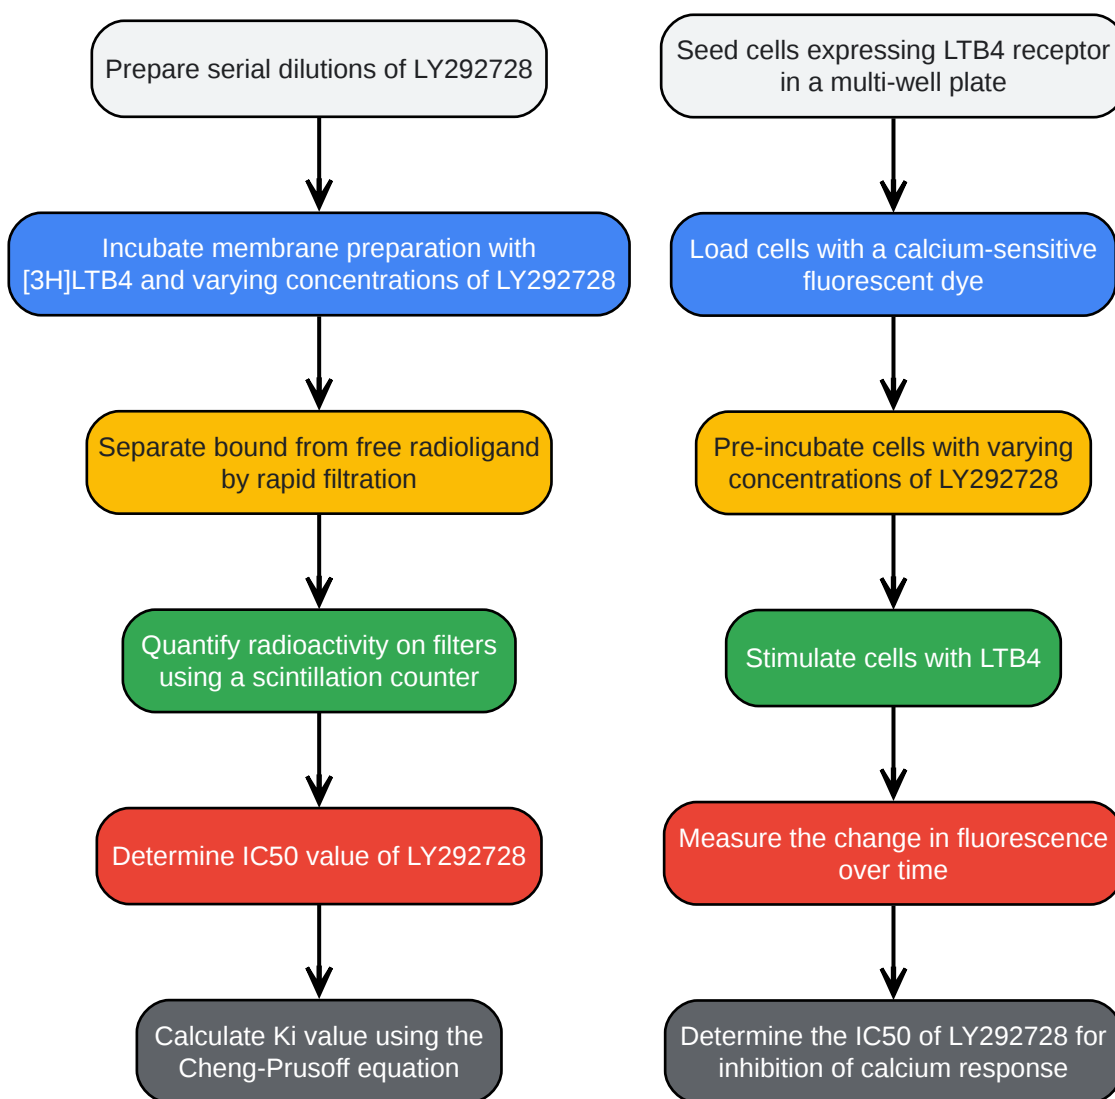 Prepare serial dilutions of LY292728
Incubate membrane preparation with
[3H]LTB4 and varying concentrations of LY292728
Separate bound from free radioligand
by rapid filtration
Quantify radioactivity on filters
using a scintillation counter
Determine IC50 value of LY292728
Calculate Ki value using the
Cheng-Prusoff equation
Seed cells expressing LTB4 receptor
in a multi-well plate
Load cells with a calcium-sensitive
fluorescent dye
Pre-incubate cells with varying
concentrations of LY292728
Stimulate cells with LTB4
Measure the change in fluorescence
over time
Determine the IC50 of LY292728 for
inhibition of calcium response